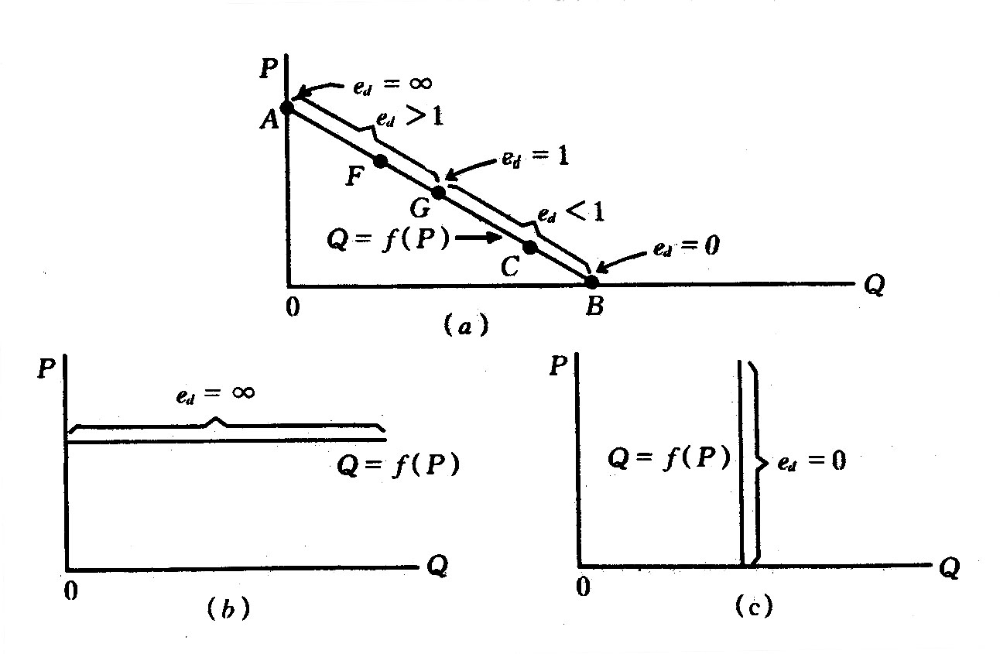 P
e_d = ∞
A
e_d > 1
e_d = 1
F
G
e_d < 1
Q = f(P)
e_d = 0
C
Q
0
B
(a)
P
e_d = ∞
Q = f(P)
Q
0
(b)
P
Q = f(P)
e_d = 0
Q
0
(c)